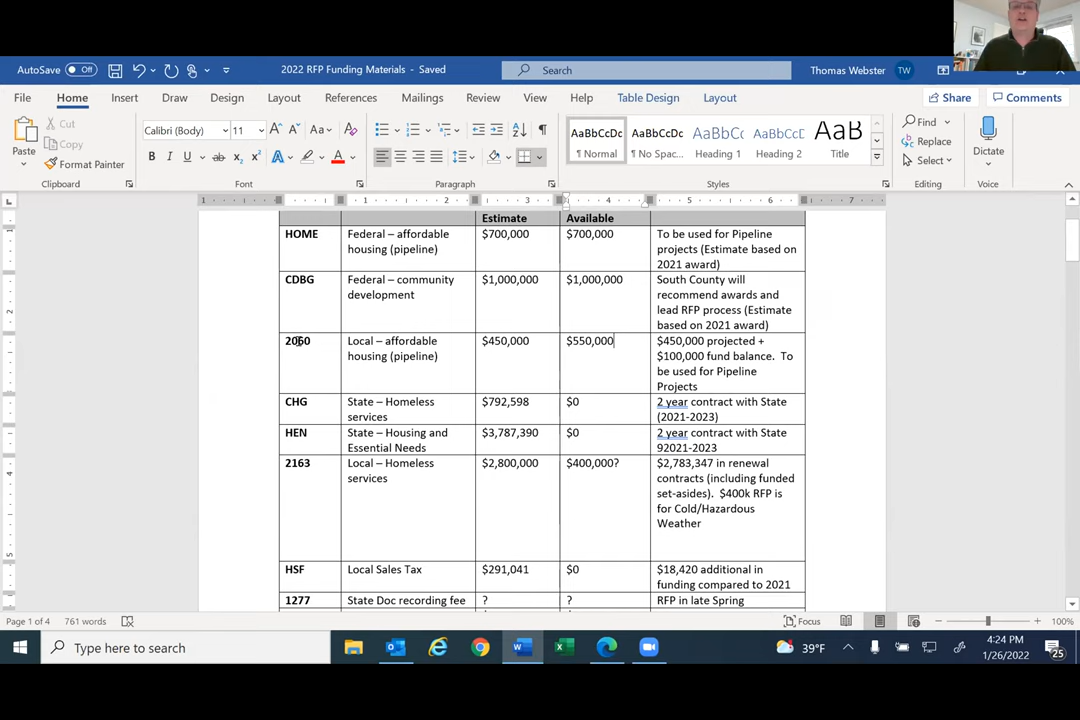 AutoSave Off 2022 RFP Funding Materials - Saved Search Thomas Webster TW
File Home Insert Draw Design Layout References Mailings Review View Help Table Design Layout Share Comments
Paste Cut Copy Format Painter
Calibri (Body) 11
AaBbCcDc AaBbCcDc AaBbCc AaBbCcD AaB
¶ Normal ¶ No Spac... Heading 1 Heading 2 Title
Find Replace Select Dictate
Clipboard Font Paragraph Styles Editing Voice
Estimate Available
HOME Federal – affordable housing (pipeline) $700,000 $700,000 To be used for Pipeline
projects (Estimate based on
2021 award)
CDBG Federal – community development $1,000,000 $1,000,000 South County will
recommend awards and
lead RFP process (Estimate
based on 2021 award)
2060 Local – affordable housing (pipeline) $450,000 $550,000 $450,000 projected +
$100,000 fund balance. To
be used for Pipeline
Projects
CHG State – Homeless services $792,598 $0 2 year contract with State
(2021-2023)
HEN State – Housing and Essential Needs $3,787,390 $0 2 year contract with State
92021-2023
2163 Local – Homeless services $2,800,000 $400,000? $2,783,347 in renewal
contracts (including funded
set-asides). $400k RFP is
for Cold/Hazardous
Weather
HSF Local Sales Tax $291,041 $0 $18,420 additional in
funding compared to 2021
1277 State Doc recording fee ? ? RFP in late Spring
Page 1 of 4 761 words Focus 100%
Type here to search 39°F 4:24 PM
1/26/2022 25